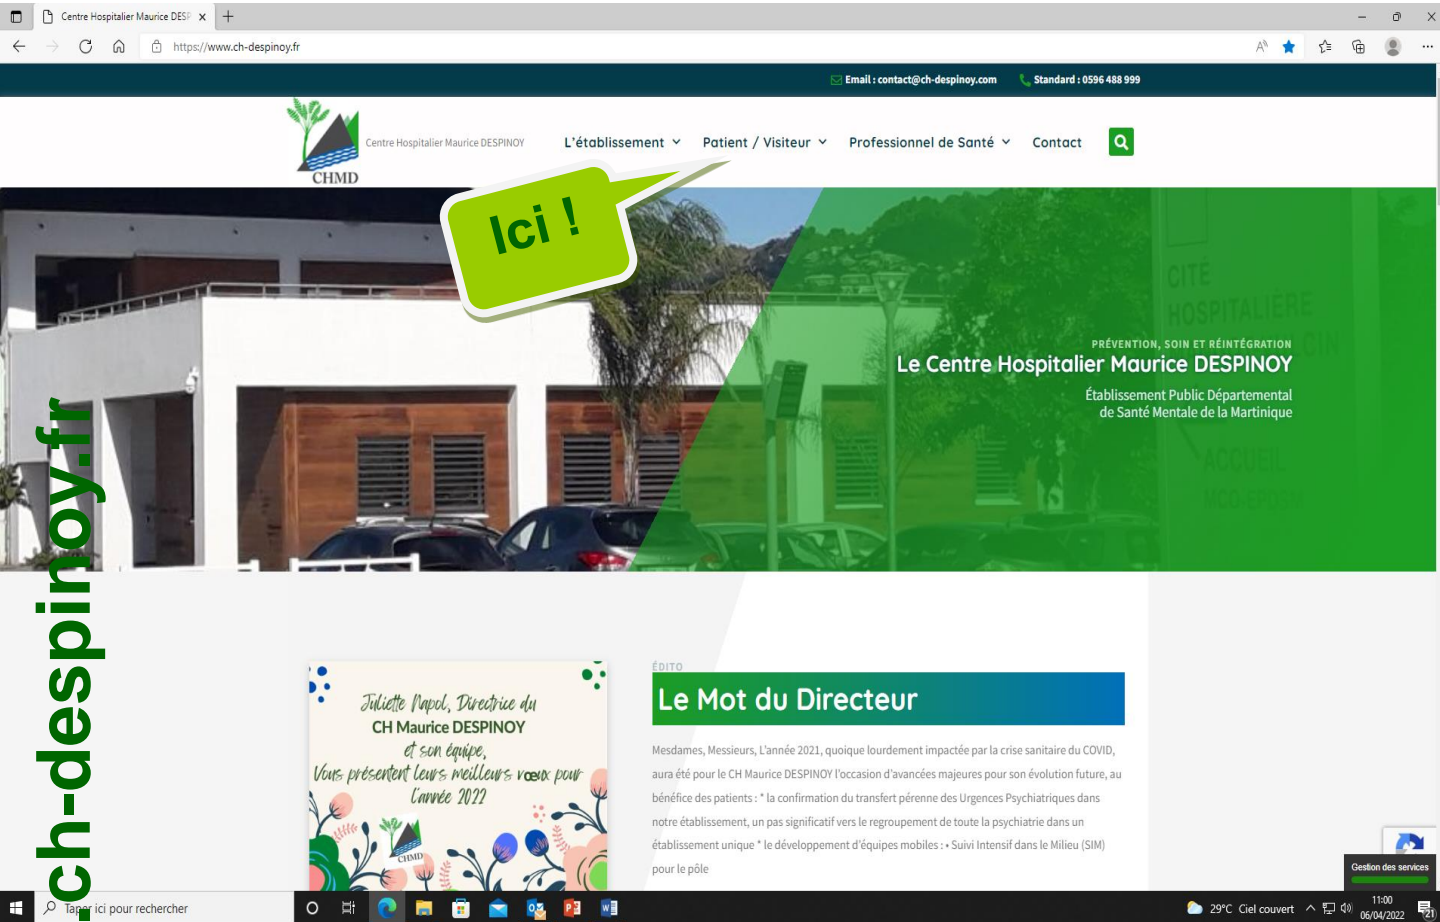 Centre Hospitalier Maurice DESP
https://www.ch-despinoy.fr
Email : contact@ch-despinoy.com
Standard : 0596 488 999
CHMD
Centre Hospitalier Maurice DESPINOY
L'établissement
Patient / Visiteur
Professionnel de Santé
Contact
Ici !
CITÉ
HOSPITALIÈRE
PRÉVENTION, SOIN ET RÉINTÉGRATION
Le Centre Hospitalier Maurice DESPINOY
Établissement Public Départemental
de Santé Mentale de la Martinique
ACCUEIL
.ch-despinoy.fr
Juliette Napol, Directrice du
CH Maurice DESPINOY
et son équipe,
Vous présentent leurs meilleurs vœux pour
l'année 2022
CHMD
ÉDITO
Le Mot du Directeur
Mesdames, Messieurs, L'année 2021, quoique lourdement impactée par la crise sanitaire du COVID,
aura été pour le CH Maurice DESPINOY l'occasion d'avancées majeures pour son évolution future, au
bénéfice des patients : * la confirmation du transfert pérenne des Urgences Psychiatriques dans
notre établissement, un pas significatif vers le regroupement de toute la psychiatrie dans un
établissement unique * le développement d'équipes mobiles : • Suivi Intensif dans le Milieu (SIM)
pour le pôle
Gestion des services
Taper ici pour rechercher
29°C Ciel couvert
11:00
06/04/2022
21